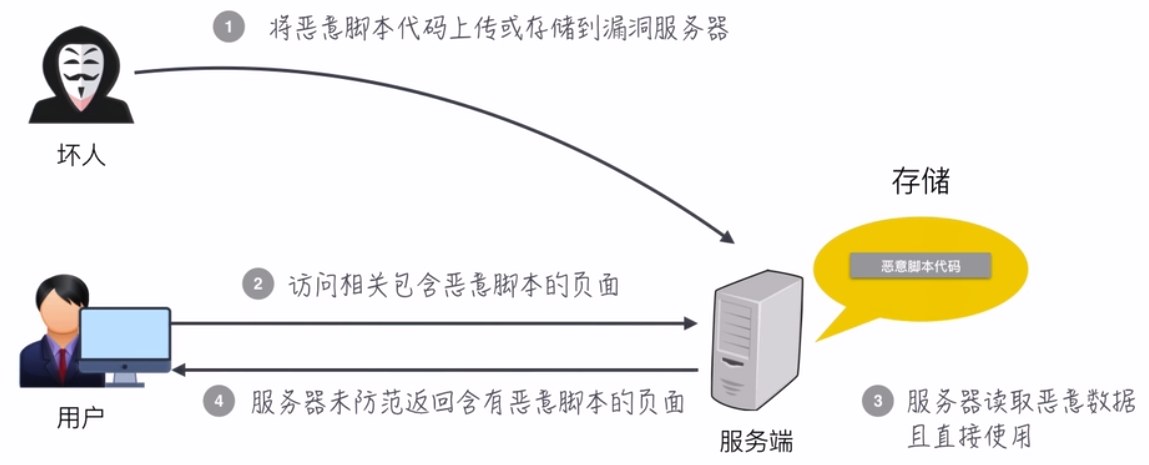 1 将恶意脚本代码上传或存储到漏洞服务器
坏人
存储
恶意脚本代码
2 访问相关包含恶意脚本的页面
4 服务器未防范返回含有恶意脚本的页面
用户
服务端
3 服务器读取恶意数据
且直接使用